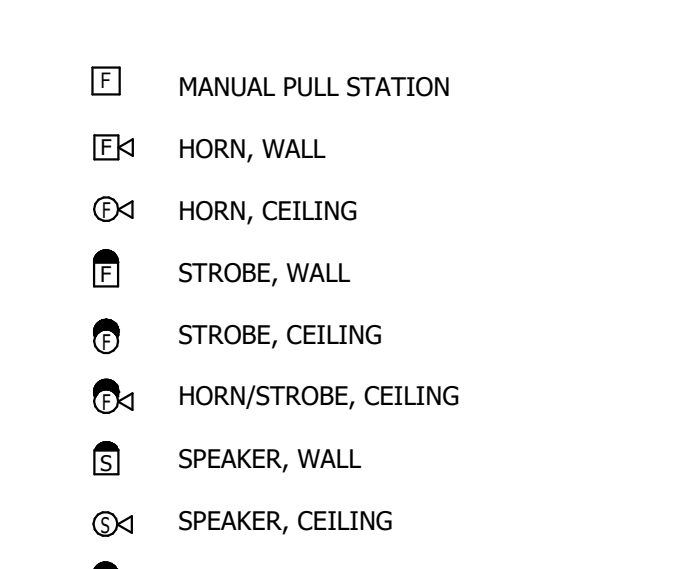 F MANUAL PULL STATION
F HORN, WALL
F HORN, CEILING
F STROBE, WALL
F STROBE, CEILING
F HORN/STROBE, CEILING
S SPEAKER, WALL
S SPEAKER, CEILING